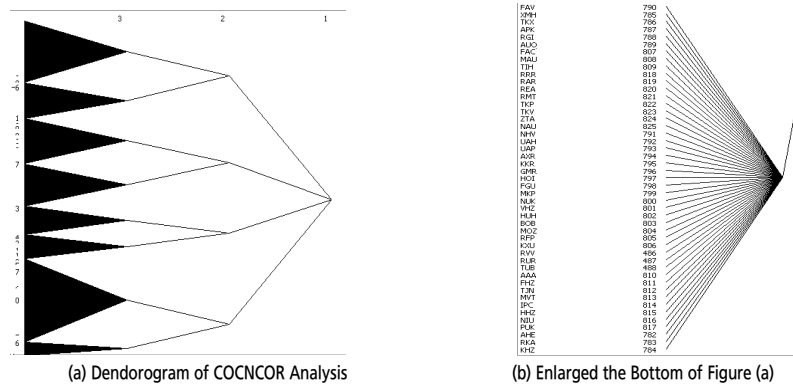 3 2 1
6
1
7
3
4
7
0
6
(a) Dendorogram of COCNCOR Analysis
FAV 790
XMH 785
TKX 786
APK 787
RGI 788
AUQ 789
FAC 807
MAU 808
TIH 809
RRR 818
RAR 819
REA 820
RMT 821
TKP 822
TKV 823
ZTA 824
NAU 825
NHV 791
UAH 792
UAP 793
AXR 794
KKR 795
GMR 796
HOI 797
FGU 798
MKP 799
NUK 800
VHZ 801
HUH 802
BOB 803
MOZ 804
RFP 805
KXU 806
RVV 486
RUR 487
TUB 488
AAA 810
FHZ 811
TJN 812
MVT 813
IPC 814
HHZ 815
NIU 816
PUK 817
AHE 782
RKA 783
KHZ 784
(b) Enlarged the Bottom of Figure (a)